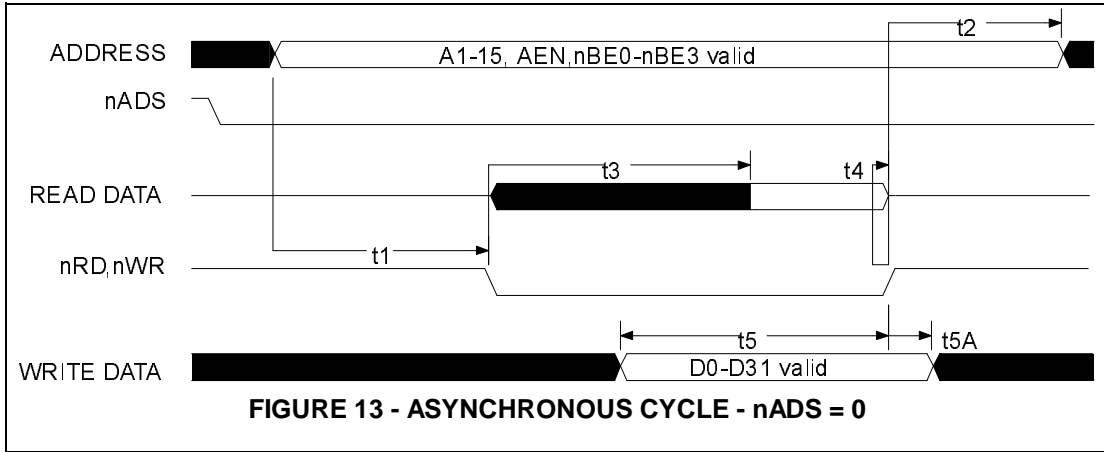 t2
ADDRESS
A1-15, AEN,nBE0-nBE3 valid
nADS
t3
t4
READ DATA
t1
nRD,nWR
t5
t5A
WRITE DATA
D0-D31 valid
FIGURE 13 - ASYNCHRONOUS CYCLE - nADS = 0